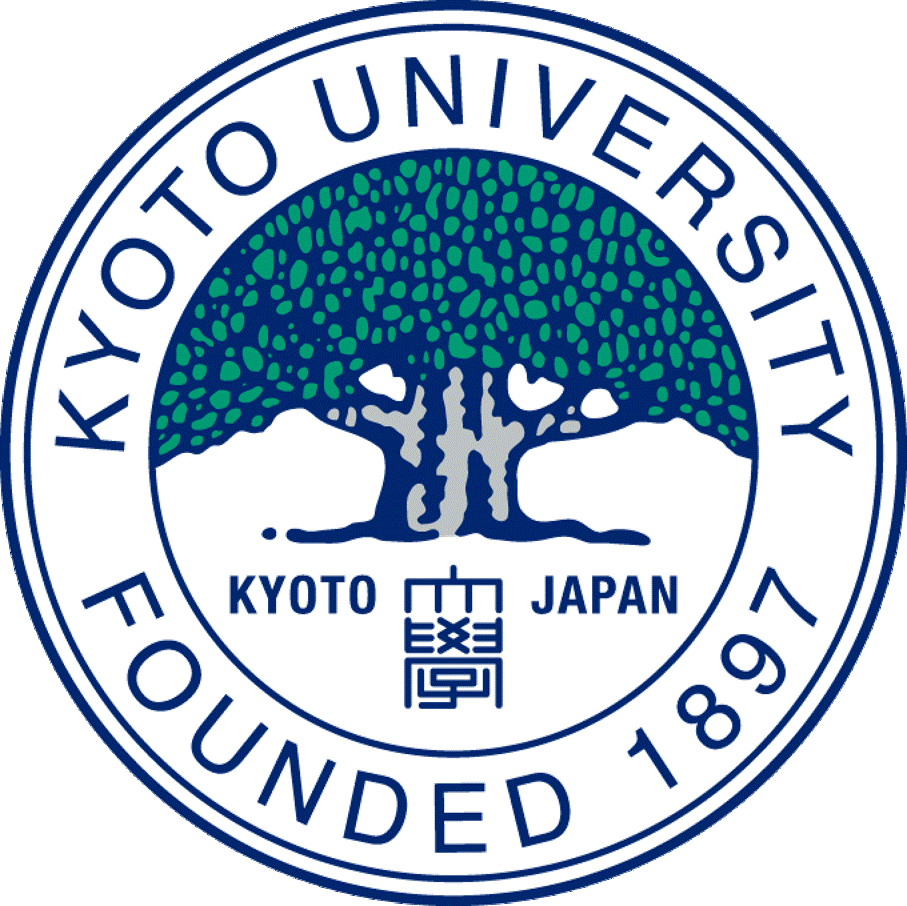 KYOTO UNIVERSITY
KYOTO 大學 JAPAN
FOUNDED 1897